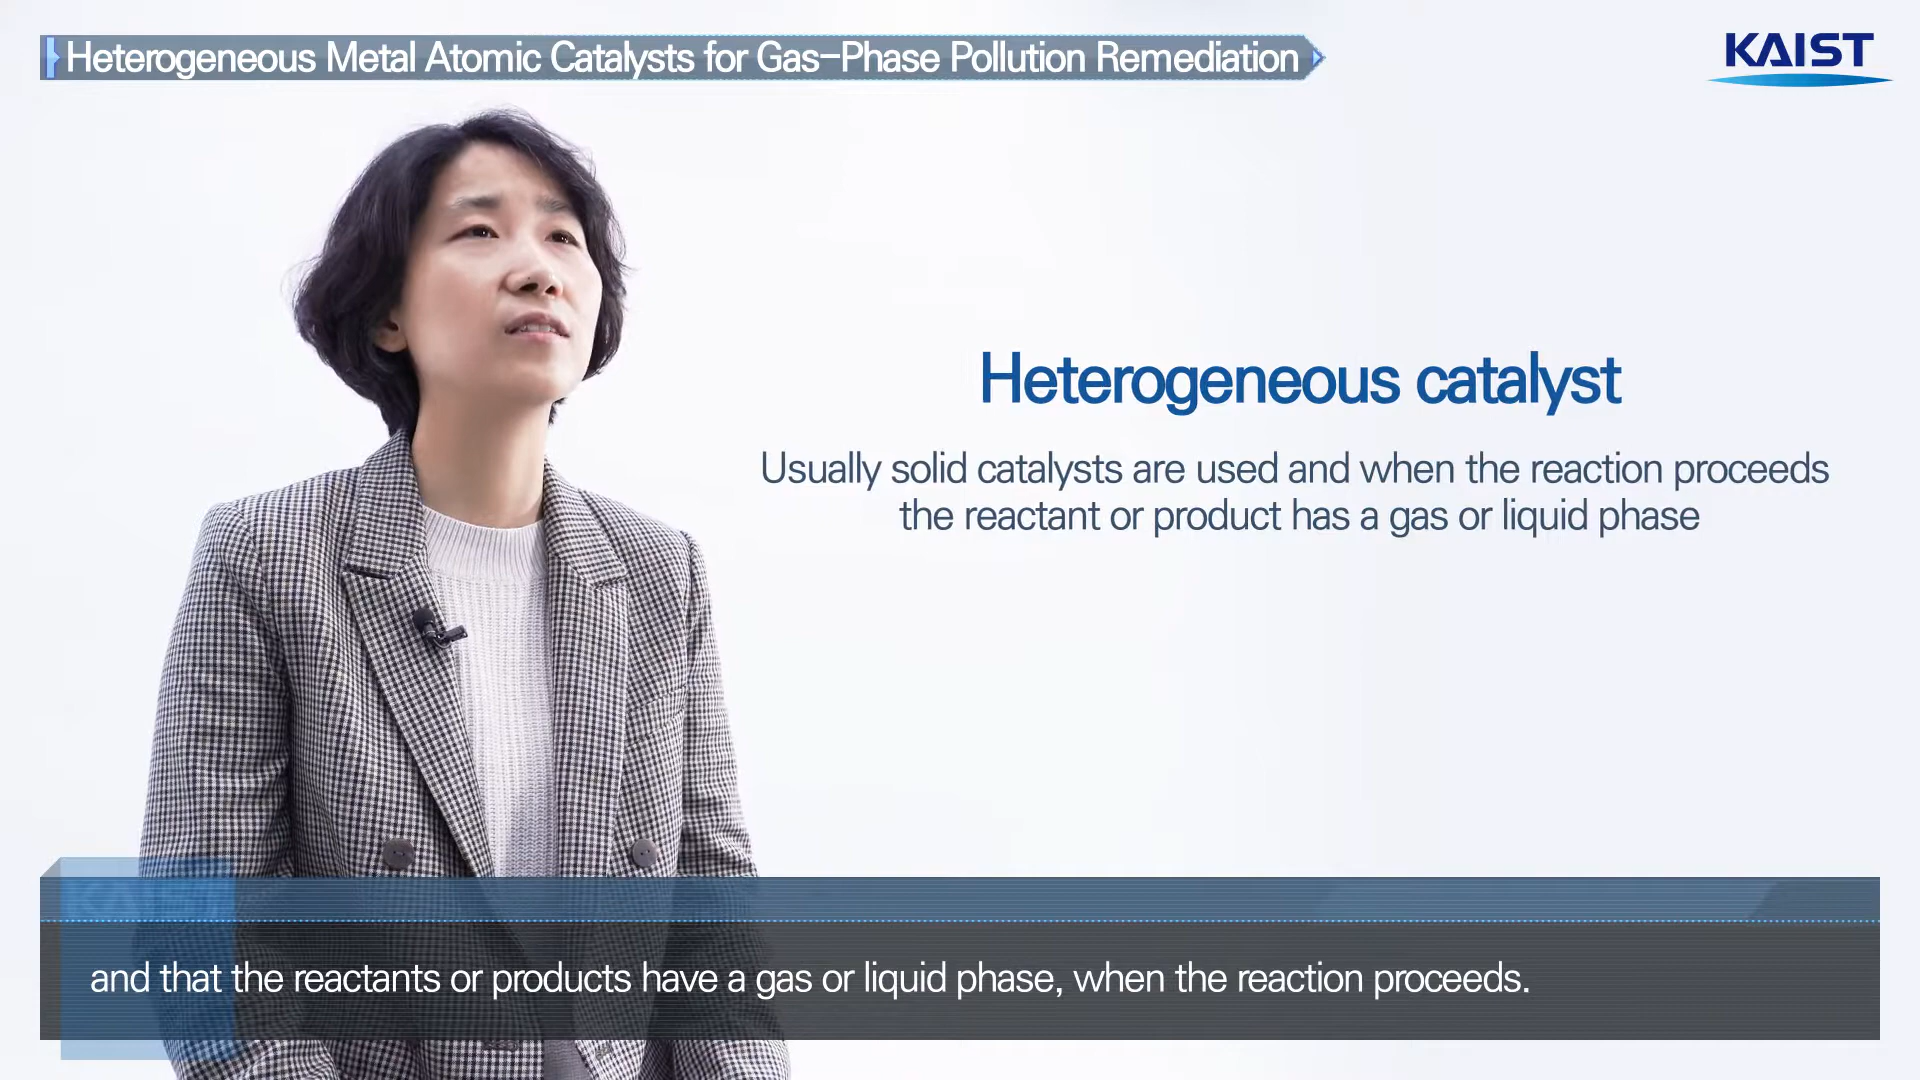 Heterogeneous Metal Atomic Catalysts for Gas-Phase Pollution Remediation
KAIST
Heterogeneous catalyst
Usually solid catalysts are used and when the reaction proceeds
the reactant or product has a gas or liquid phase
KAIST
and that the reactants or products have a gas or liquid phase, when the reaction proceeds.